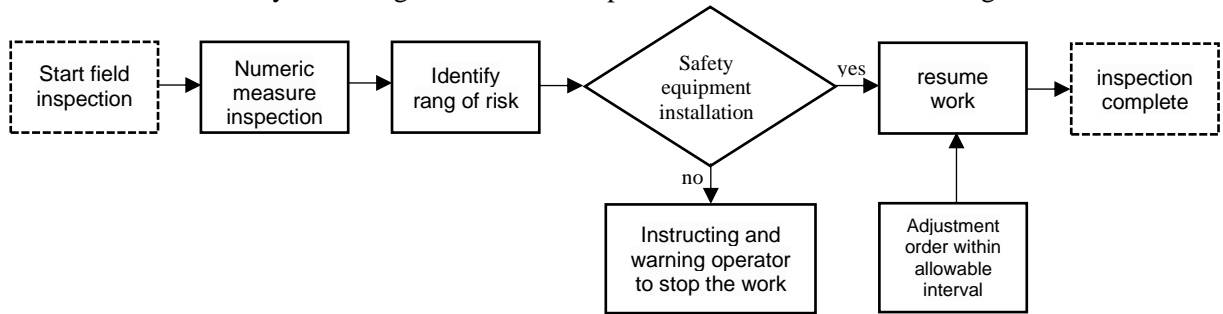 Start field
inspection
Numeric
measure
inspection
Identify
rang of risk
Safety
equipment
installation
yes
resume
work
inspection
complete
no
Instructing and
warning operator
to stop the work
Adjustment
order within
allowable
interval